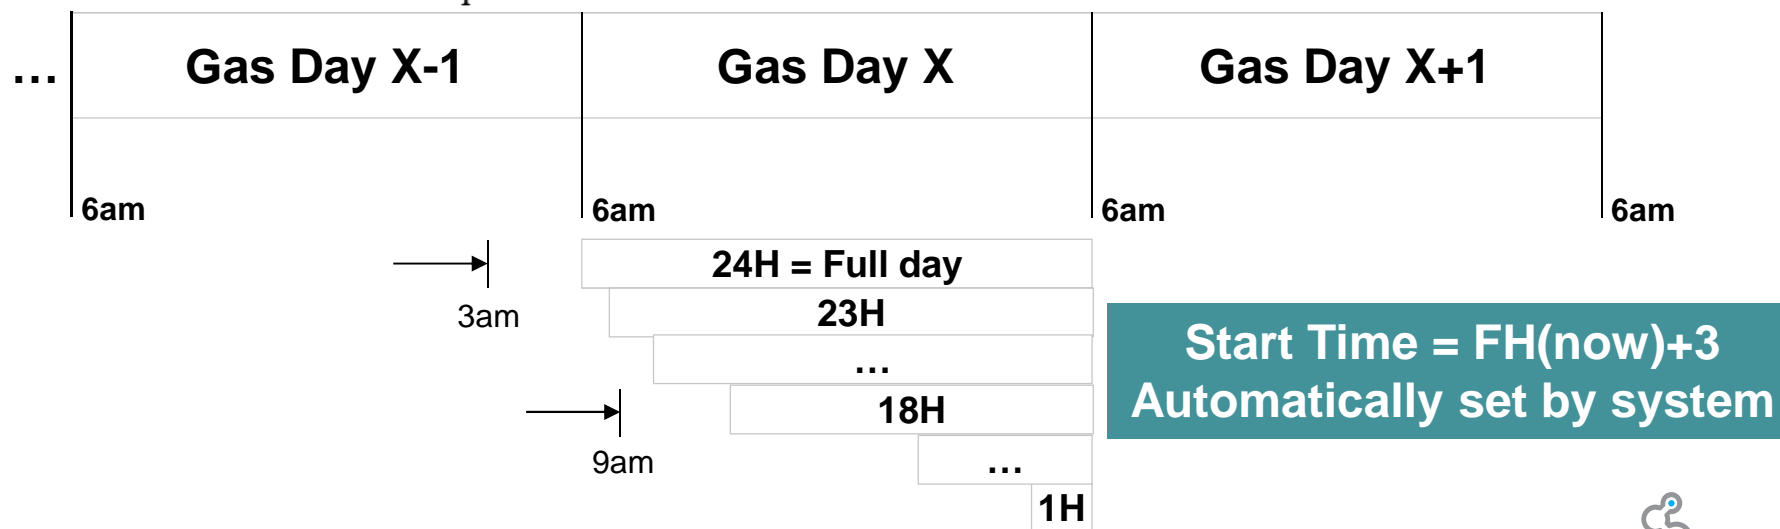 … Gas Day X-1 Gas Day X Gas Day X+1
6am 6am 6am 6am
24H = Full day
3am
23H
…
Start Time = FH(now)+3
Automatically set by system
18H
9am
…
1H